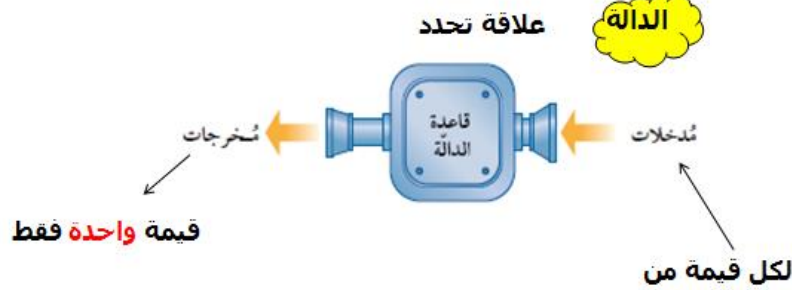 الدالة
علاقة تحدد
قاعدة
الدالّة
مُدخلات
مُخرجات
قيمة واحدة فقط
لكل قيمة من